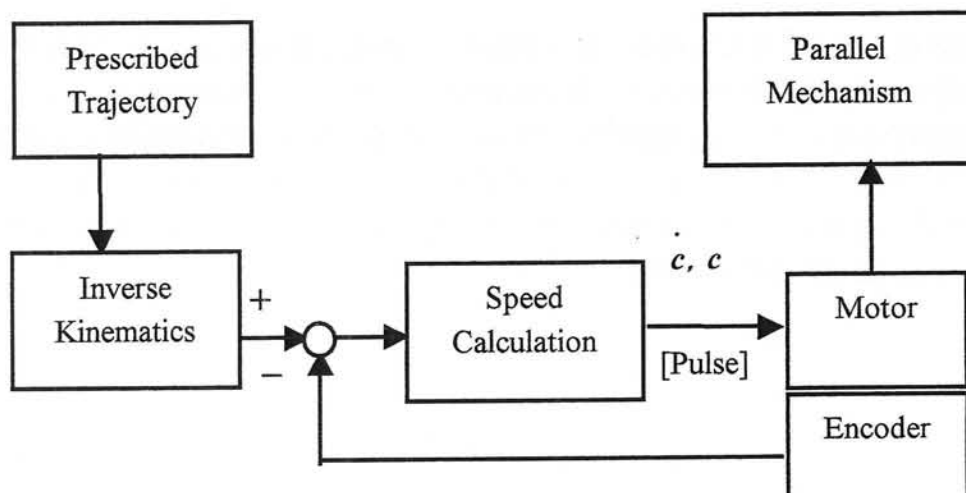 Prescribed
Trajectory
Parallel
Mechanism
Inverse
Kinematics
+
−
Speed
Calculation
ċ, c
[Pulse]
Motor
Encoder